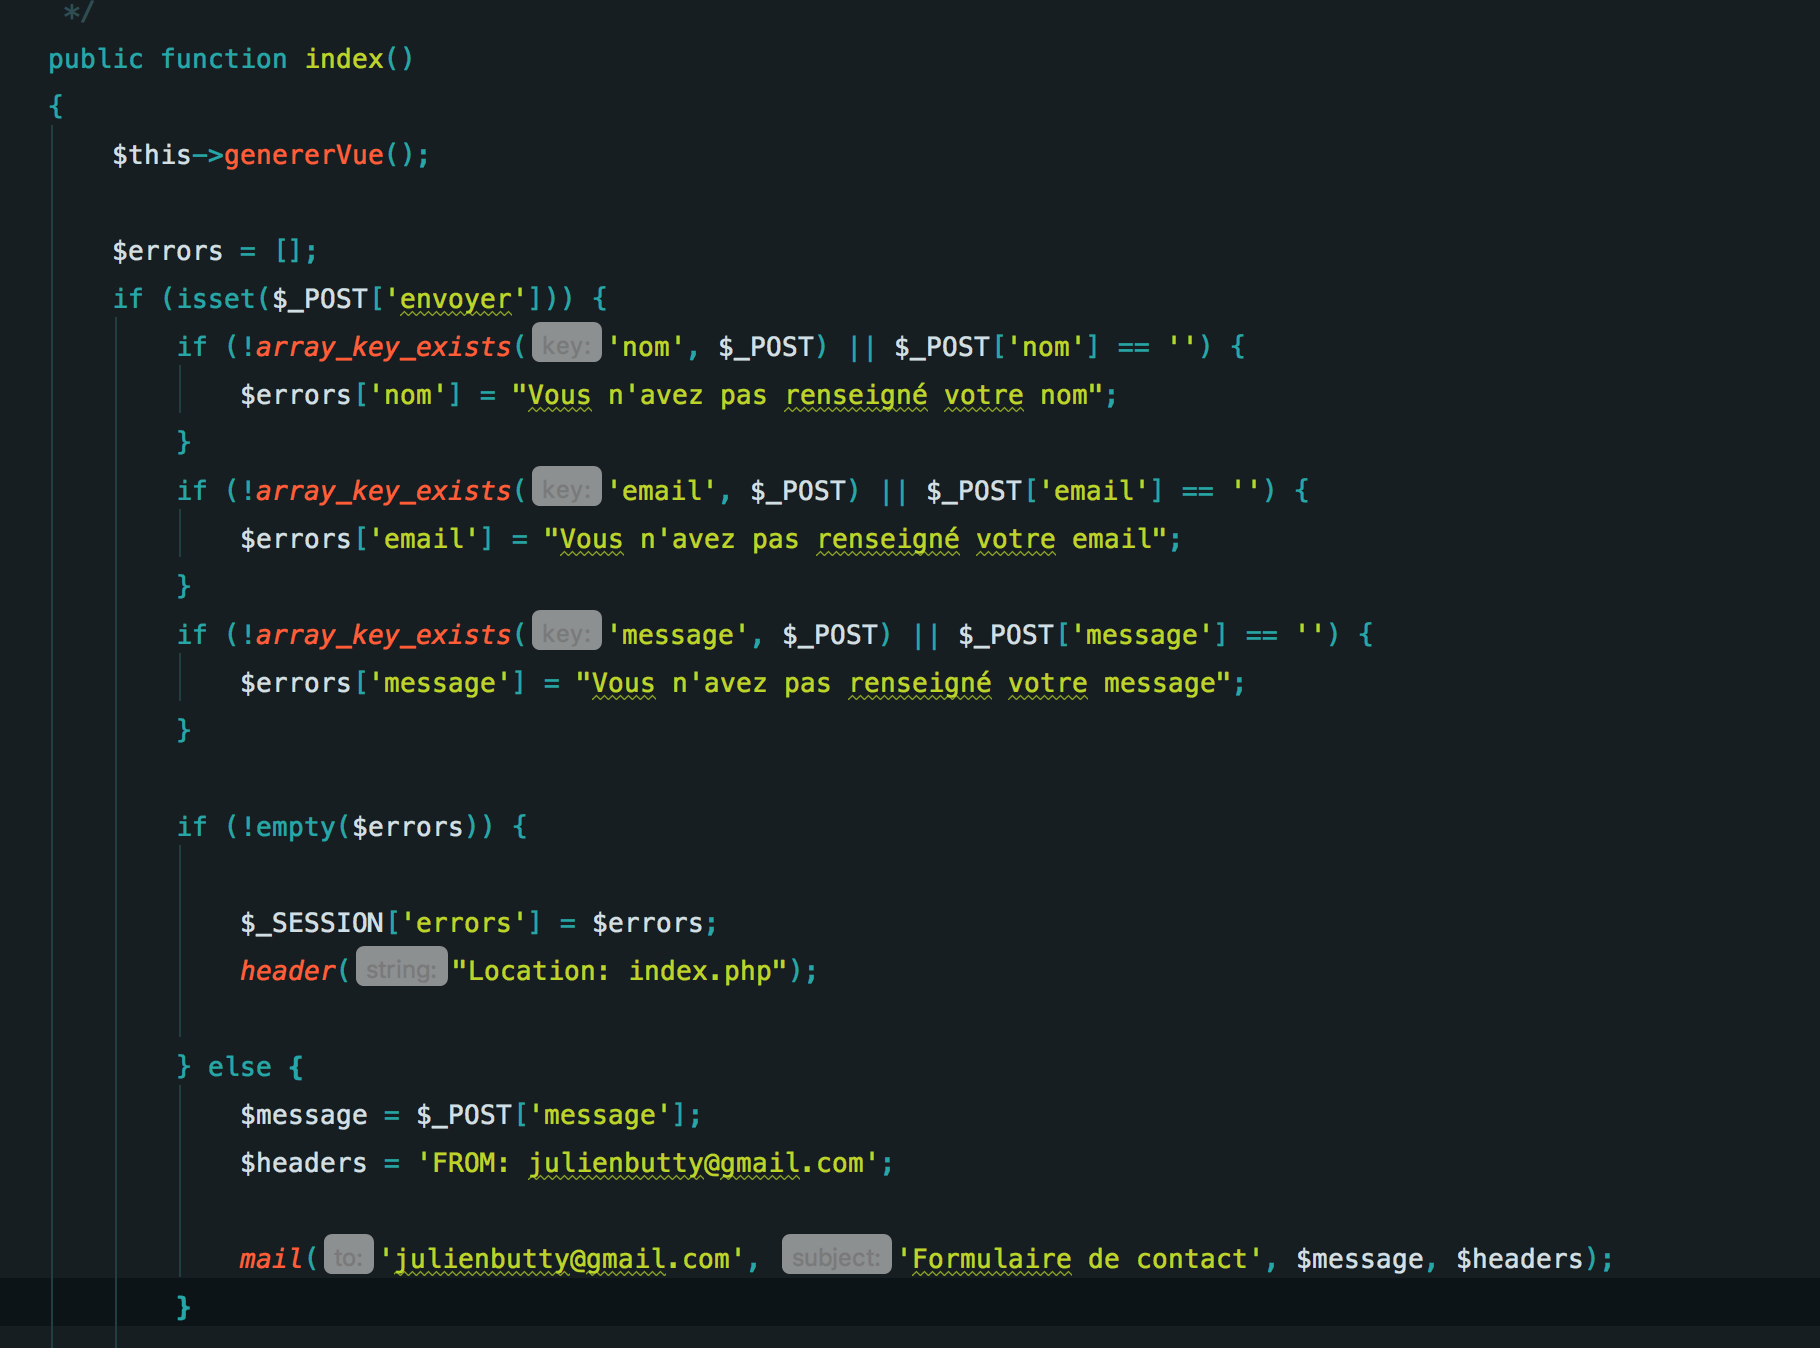 */
public function index()
{
$this->genererVue();
$errors = [];
if (isset($_POST['envoyer'])) {
if (!array_key_exists( key: 'nom', $_POST) || $_POST['nom'] == '') {
$errors['nom'] = "Vous n'avez pas renseigné votre nom";
}
if (!array_key_exists( key: 'email', $_POST) || $_POST['email'] == '') {
$errors['email'] = "Vous n'avez pas renseigné votre email";
}
if (!array_key_exists( key: 'message', $_POST) || $_POST['message'] == '') {
$errors['message'] = "Vous n'avez pas renseigné votre message";
}
if (!empty($errors)) {
$_SESSION['errors'] = $errors;
header( string: "Location: index.php");
} else {
$message = $_POST['message'];
$headers = 'FROM: julienbutty@gmail.com';
mail( to: 'julienbutty@gmail.com', subject: 'Formulaire de contact', $message, $headers);
}